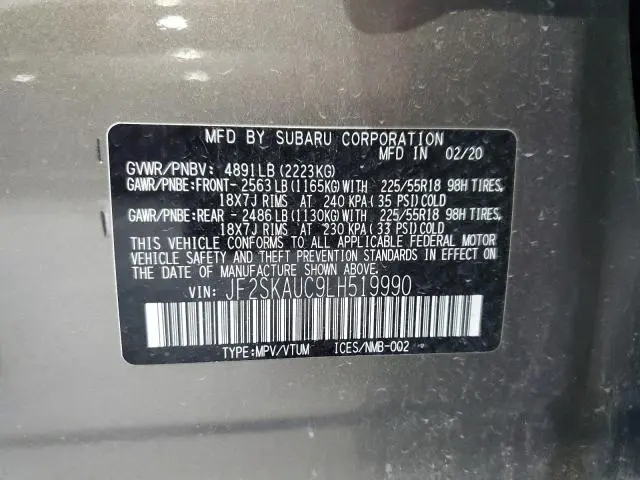 MFD BY SUBARU CORPORATION
MFD IN 02/20
GVWR/PNBV: 4891LB(2223KG)
GAWR/PNBE:FRONT- 2563LB(1165KG)WITH 225/55R18 98H TIRES,
18X7J RIMS AT 240 KPA(35 PSI)COLD
GAWR/PNBE:REAR - 2486LB(1130KG)WITH 225/55R18 98H TIRES,
18X7J RIMS AT 230 KPA(33 PSI)COLD
THIS VEHICLE CONFORMS TO ALL APPLICABLE FEDERAL MOTOR
VEHICLE SAFETY, BUMPER, AND THEFT PREVENTION STANDARDS
IN EFFECT ON THE DATE OF MANUFACTURE SHOWN ABOVE.
VIN: JF2SKAUC9LH519990
TYPE:MPV/VTUM ICES/NMB-002